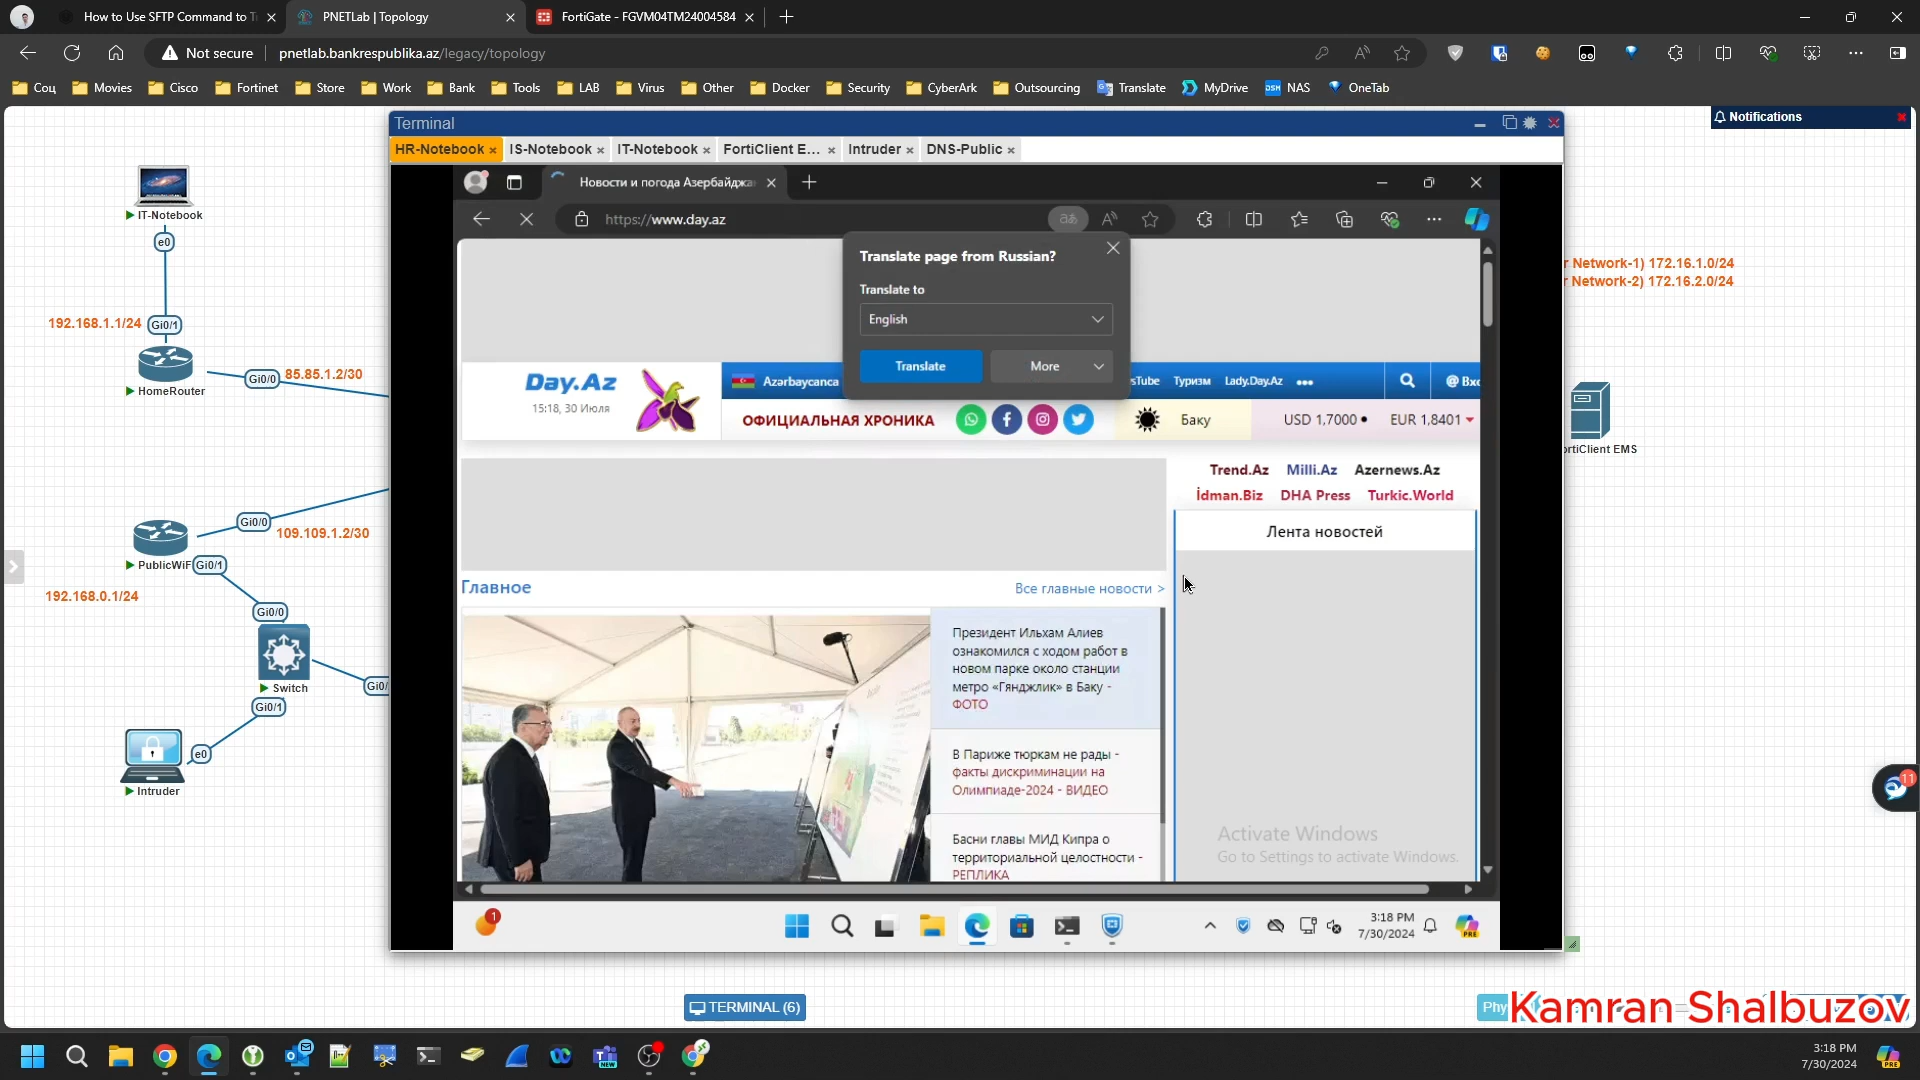 How to Use SFTP Command to
PNETLab | Topology
FortiGate - FGVM04TM24004584
Not secure
pnetlab.bankrespublika.az/legacy/topology
Соц
Movies
Cisco
Fortinet
Store
Work
Bank
Tools
LAB
Virus
Other
Docker
Security
CyberArk
Outsourcing
Translate
MyDrive
NAS
OneTab
Terminal
Notifications
HR-Notebook
IS-Notebook
IT-Notebook
FortiClient E...
Intruder
DNS-Public
Новости и погода Азербайджа
https://www.day.az
Translate page from Russian?
Translate to
English
Translate
More
Day.Az
15:18, 30 Июля
Azərbaycanca
Туризм
Lady.Day.Az
ОФИЦИАЛЬНАЯ ХРОНИКА
Баку
USD 1,7000
EUR 1,8401
Trend.Az
Milli.Az
Azernews.Az
İdman.Biz
DHA Press
Turkic.World
Лента новостей
Главное
Все главные новости >
Президент Ильхам Алиев
ознакомился с ходом работ в
новом парке около станции
метро «Гянджлик» в Баку -
ФОТО
В Париже тюркам не рады -
факты дискриминации на
Олимпиаде-2024 - ВИДЕО
Басни главы МИД Кипра о
территориальной целостности -
РЕПЛИКА
Activate Windows
Go to Settings to activate Windows.
1
3:18 PM
7/30/2024
PRE
IT-Notebook
e0
192.168.1.1/24
Gi0/1
HomeRouter
Gi0/0
85.85.1.2/30
Gi0/0
109.109.1.2/30
PublicWiF
Gi0/1
192.168.0.1/24
Gi0/0
Switch
Gi0/
Gi0/1
e0
Intruder
Network-1) 172.16.1.0/24
Network-2) 172.16.2.0/24
rtiClient EMS
11
TERMINAL (6)
Phy
Kamran Shalbuzov
3:18 PM
7/30/2024
PRE